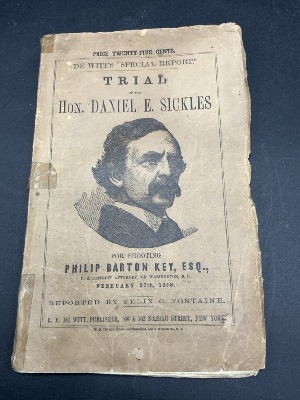 PRICE TWENTY-FIVE CENTS.
"DE WITT'S "SPECIAL REPORT"
TRIAL
OF THE
HON. DANIEL E. SICKLES
FOR SHOOTING
PHILIP BARTON KEY, ESQ.,
U. S. DISTRICT ATTORNEY, OF WASHINGTON, D. C.
FEBRUARY 27th, 1859.
REPORTED BY FELIX G. FONTAINE.
R. M. DE WITT, PUBLISHER, 160 & 162 NASSAU STREET, NEW YORK.